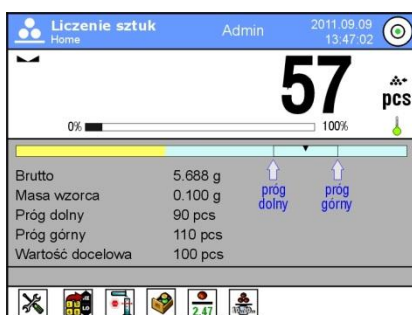 Liczenie sztuk
Home
Admin
2011.09.09
13:47:02
57
pcs
0%
100%
Brutto 5.688 g
Masa wzorca 0.100 g
Próg dolny 90 pcs
Próg górny 110 pcs
Wartość docelowa 100 pcs
próg dolny
próg górny
2.47